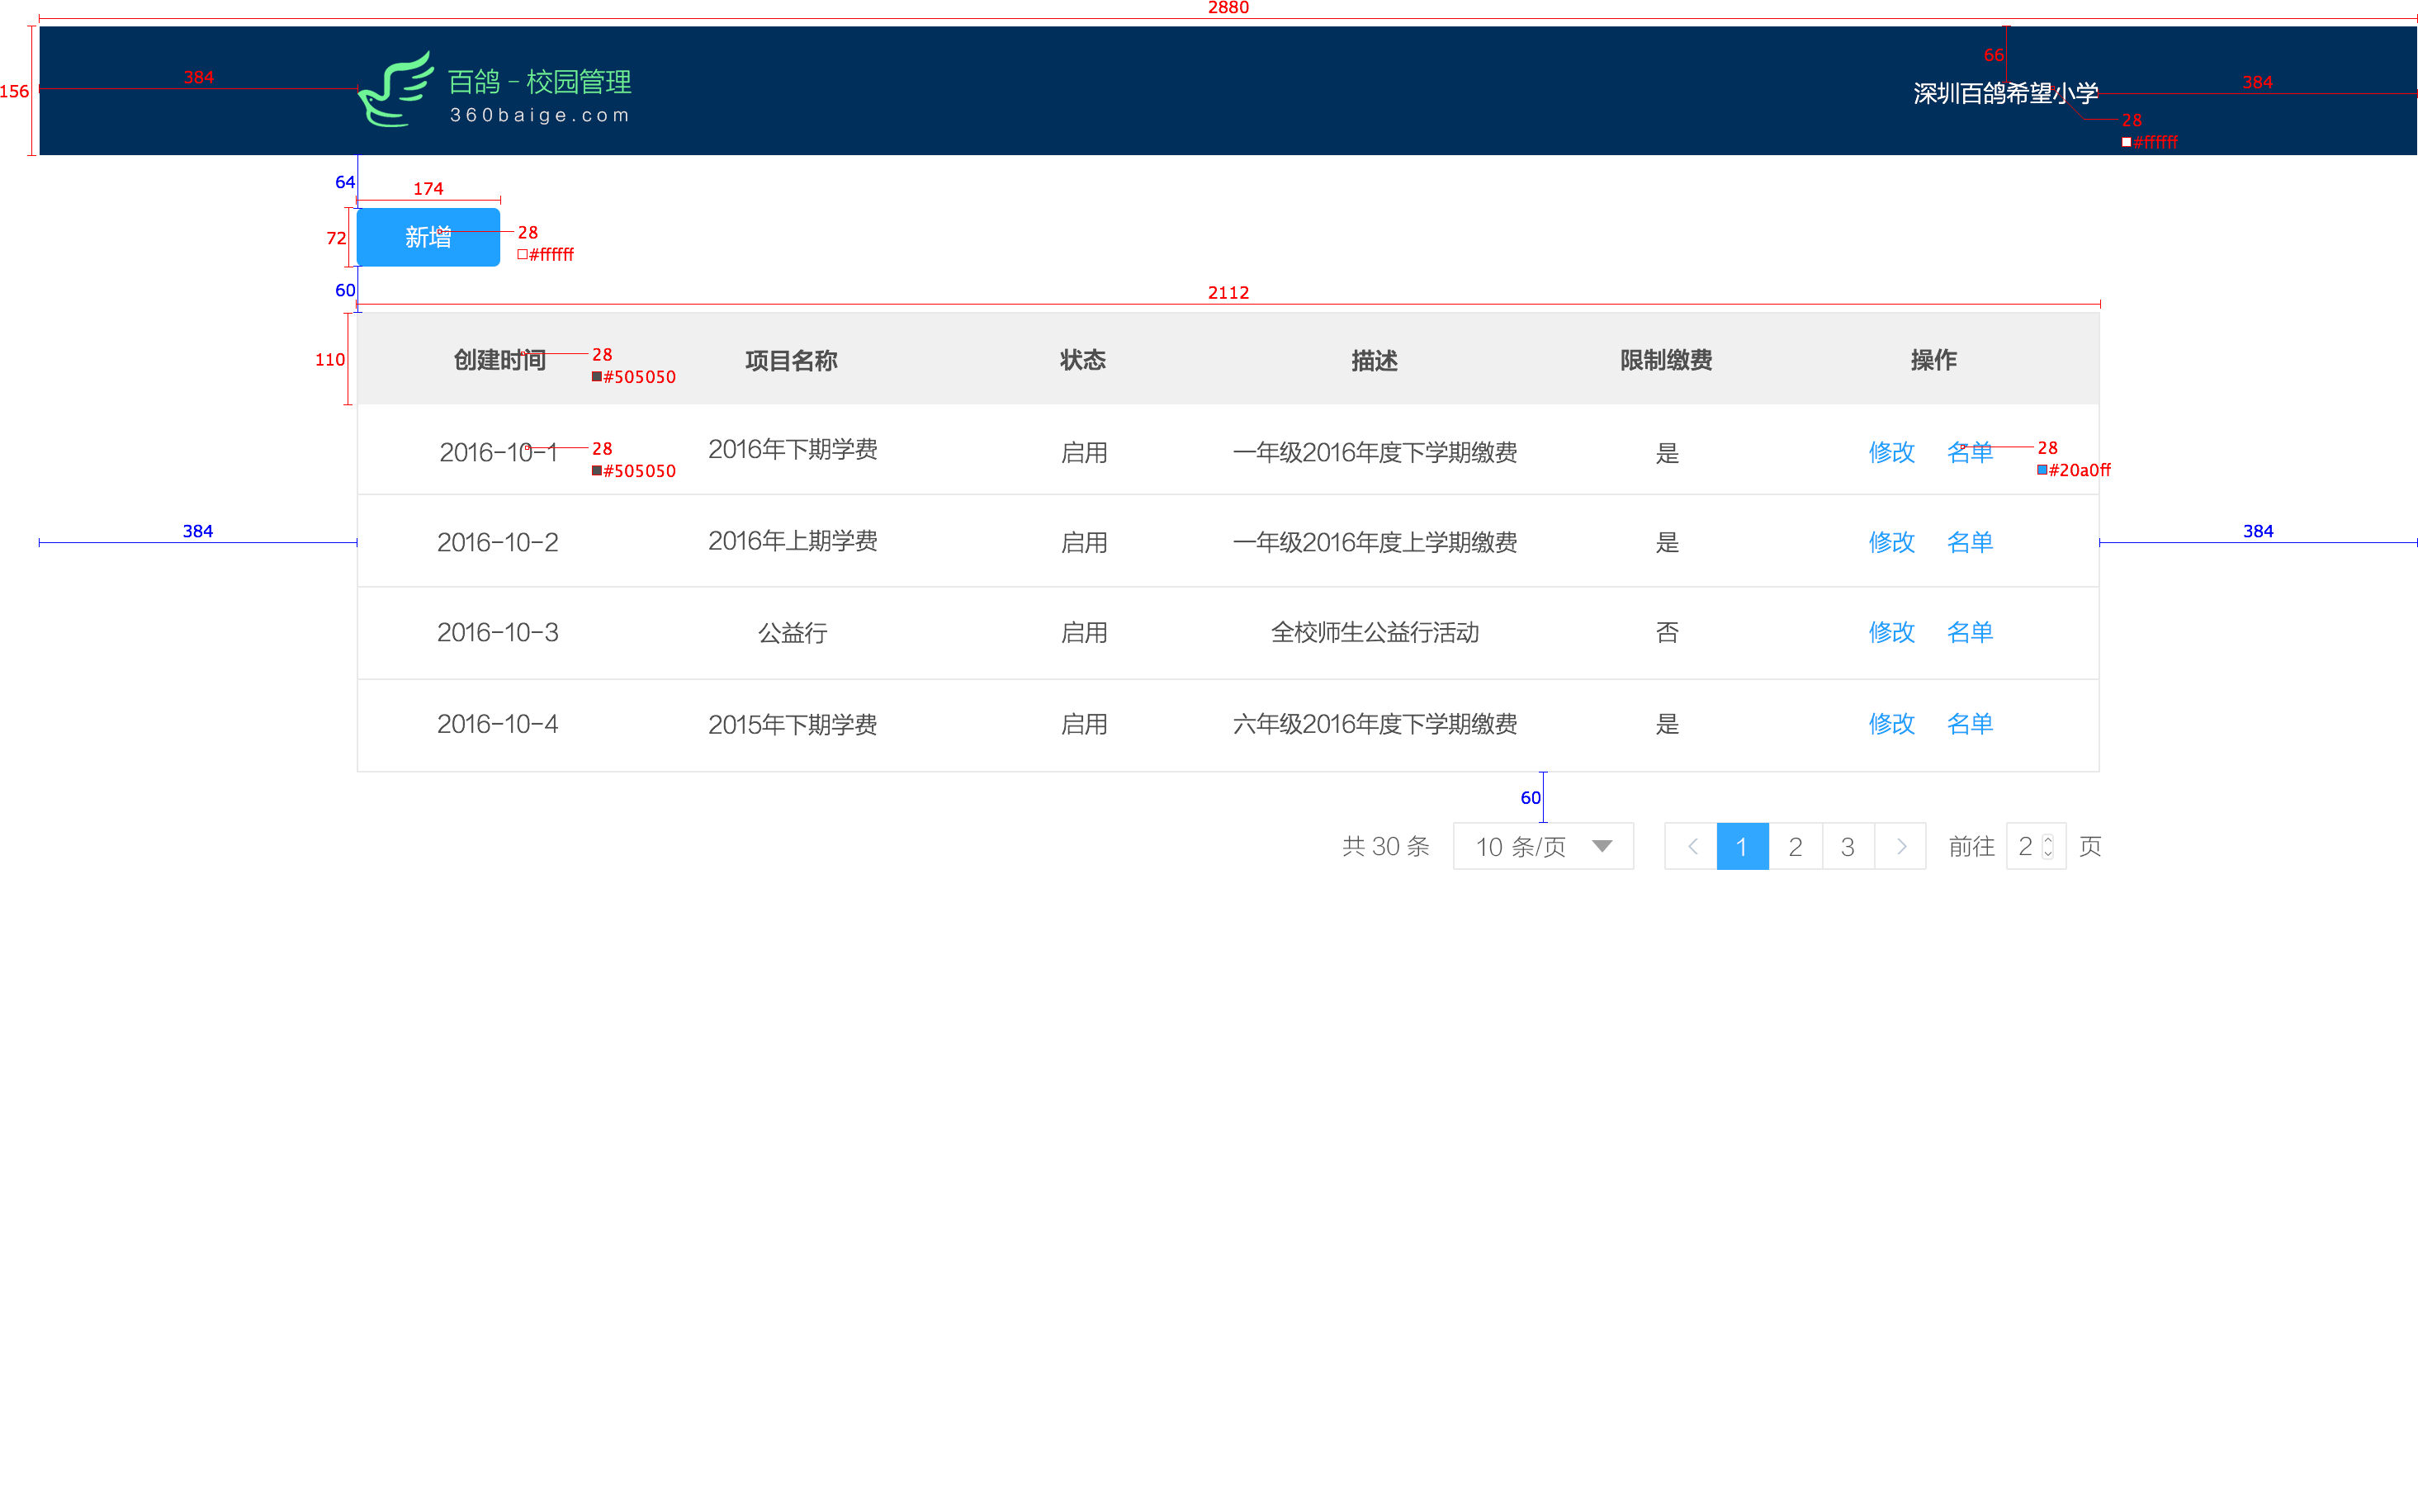 2880
156
384
百鸽-校园管理
360baige.com
66
深圳百鸽希望小学
384
28
#ffffff
64
174
72
新增
28
#ffffff
60
2112
110
创建时间 项目名称 状态 描述 限制缴费 操作
28
#505050
2016-10-1 2016年下期学费 启用 一年级2016年度下学期缴费 是 修改 名单
28
#505050
28
#20a0ff
384
2016-10-2 2016年上期学费 启用 一年级2016年度上学期缴费 是 修改 名单
384
2016-10-3 公益行 启用 全校师生公益行活动 否 修改 名单
2016-10-4 2015年下期学费 启用 六年级2016年度下学期缴费 是 修改 名单
60
共 30 条 10 条/页 1 2 3 前往 2 页